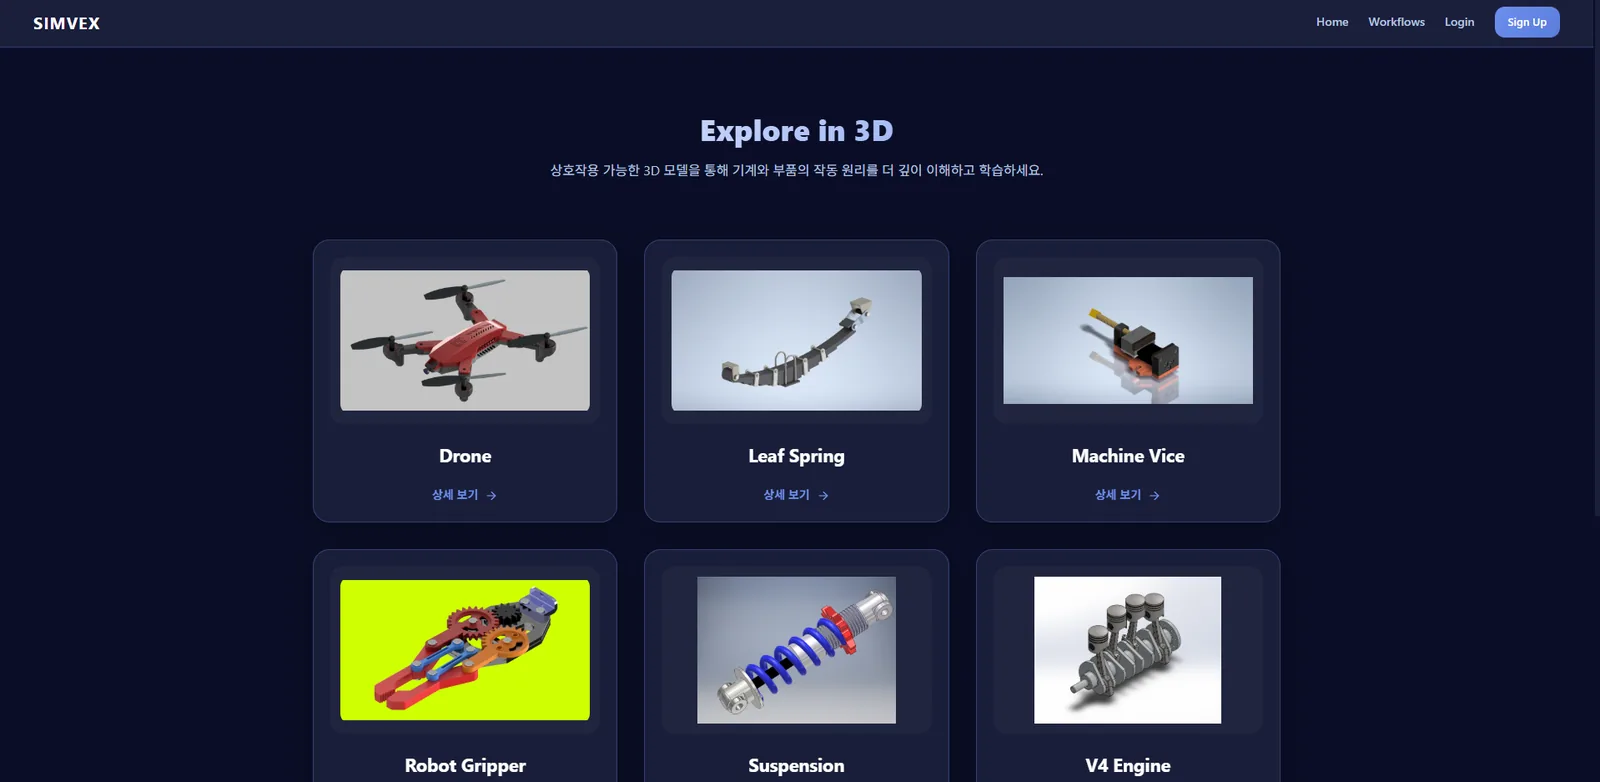 SIMVEX
Home Workflows Login Sign Up
Explore in 3D
상호작용 가능한 3D 모델을 통해 기계와 부품의 작동 원리를 더 깊이 이해하고 학습하세요.
Drone
상세 보기 →
Leaf Spring
상세 보기 →
Machine Vice
상세 보기 →
Robot Gripper
Suspension
V4 Engine